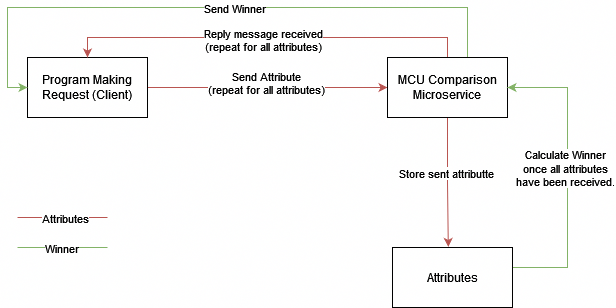 Send Winner
Reply message received
(repeat for all attributes)
Program Making
Request (Client)
Send Attribute
(repeat for all attributes)
MCU Comparison
Microservice
Store sent attributte
Calculate Winner
once all attributes
have been received.
Attributes
Winner
Attributes